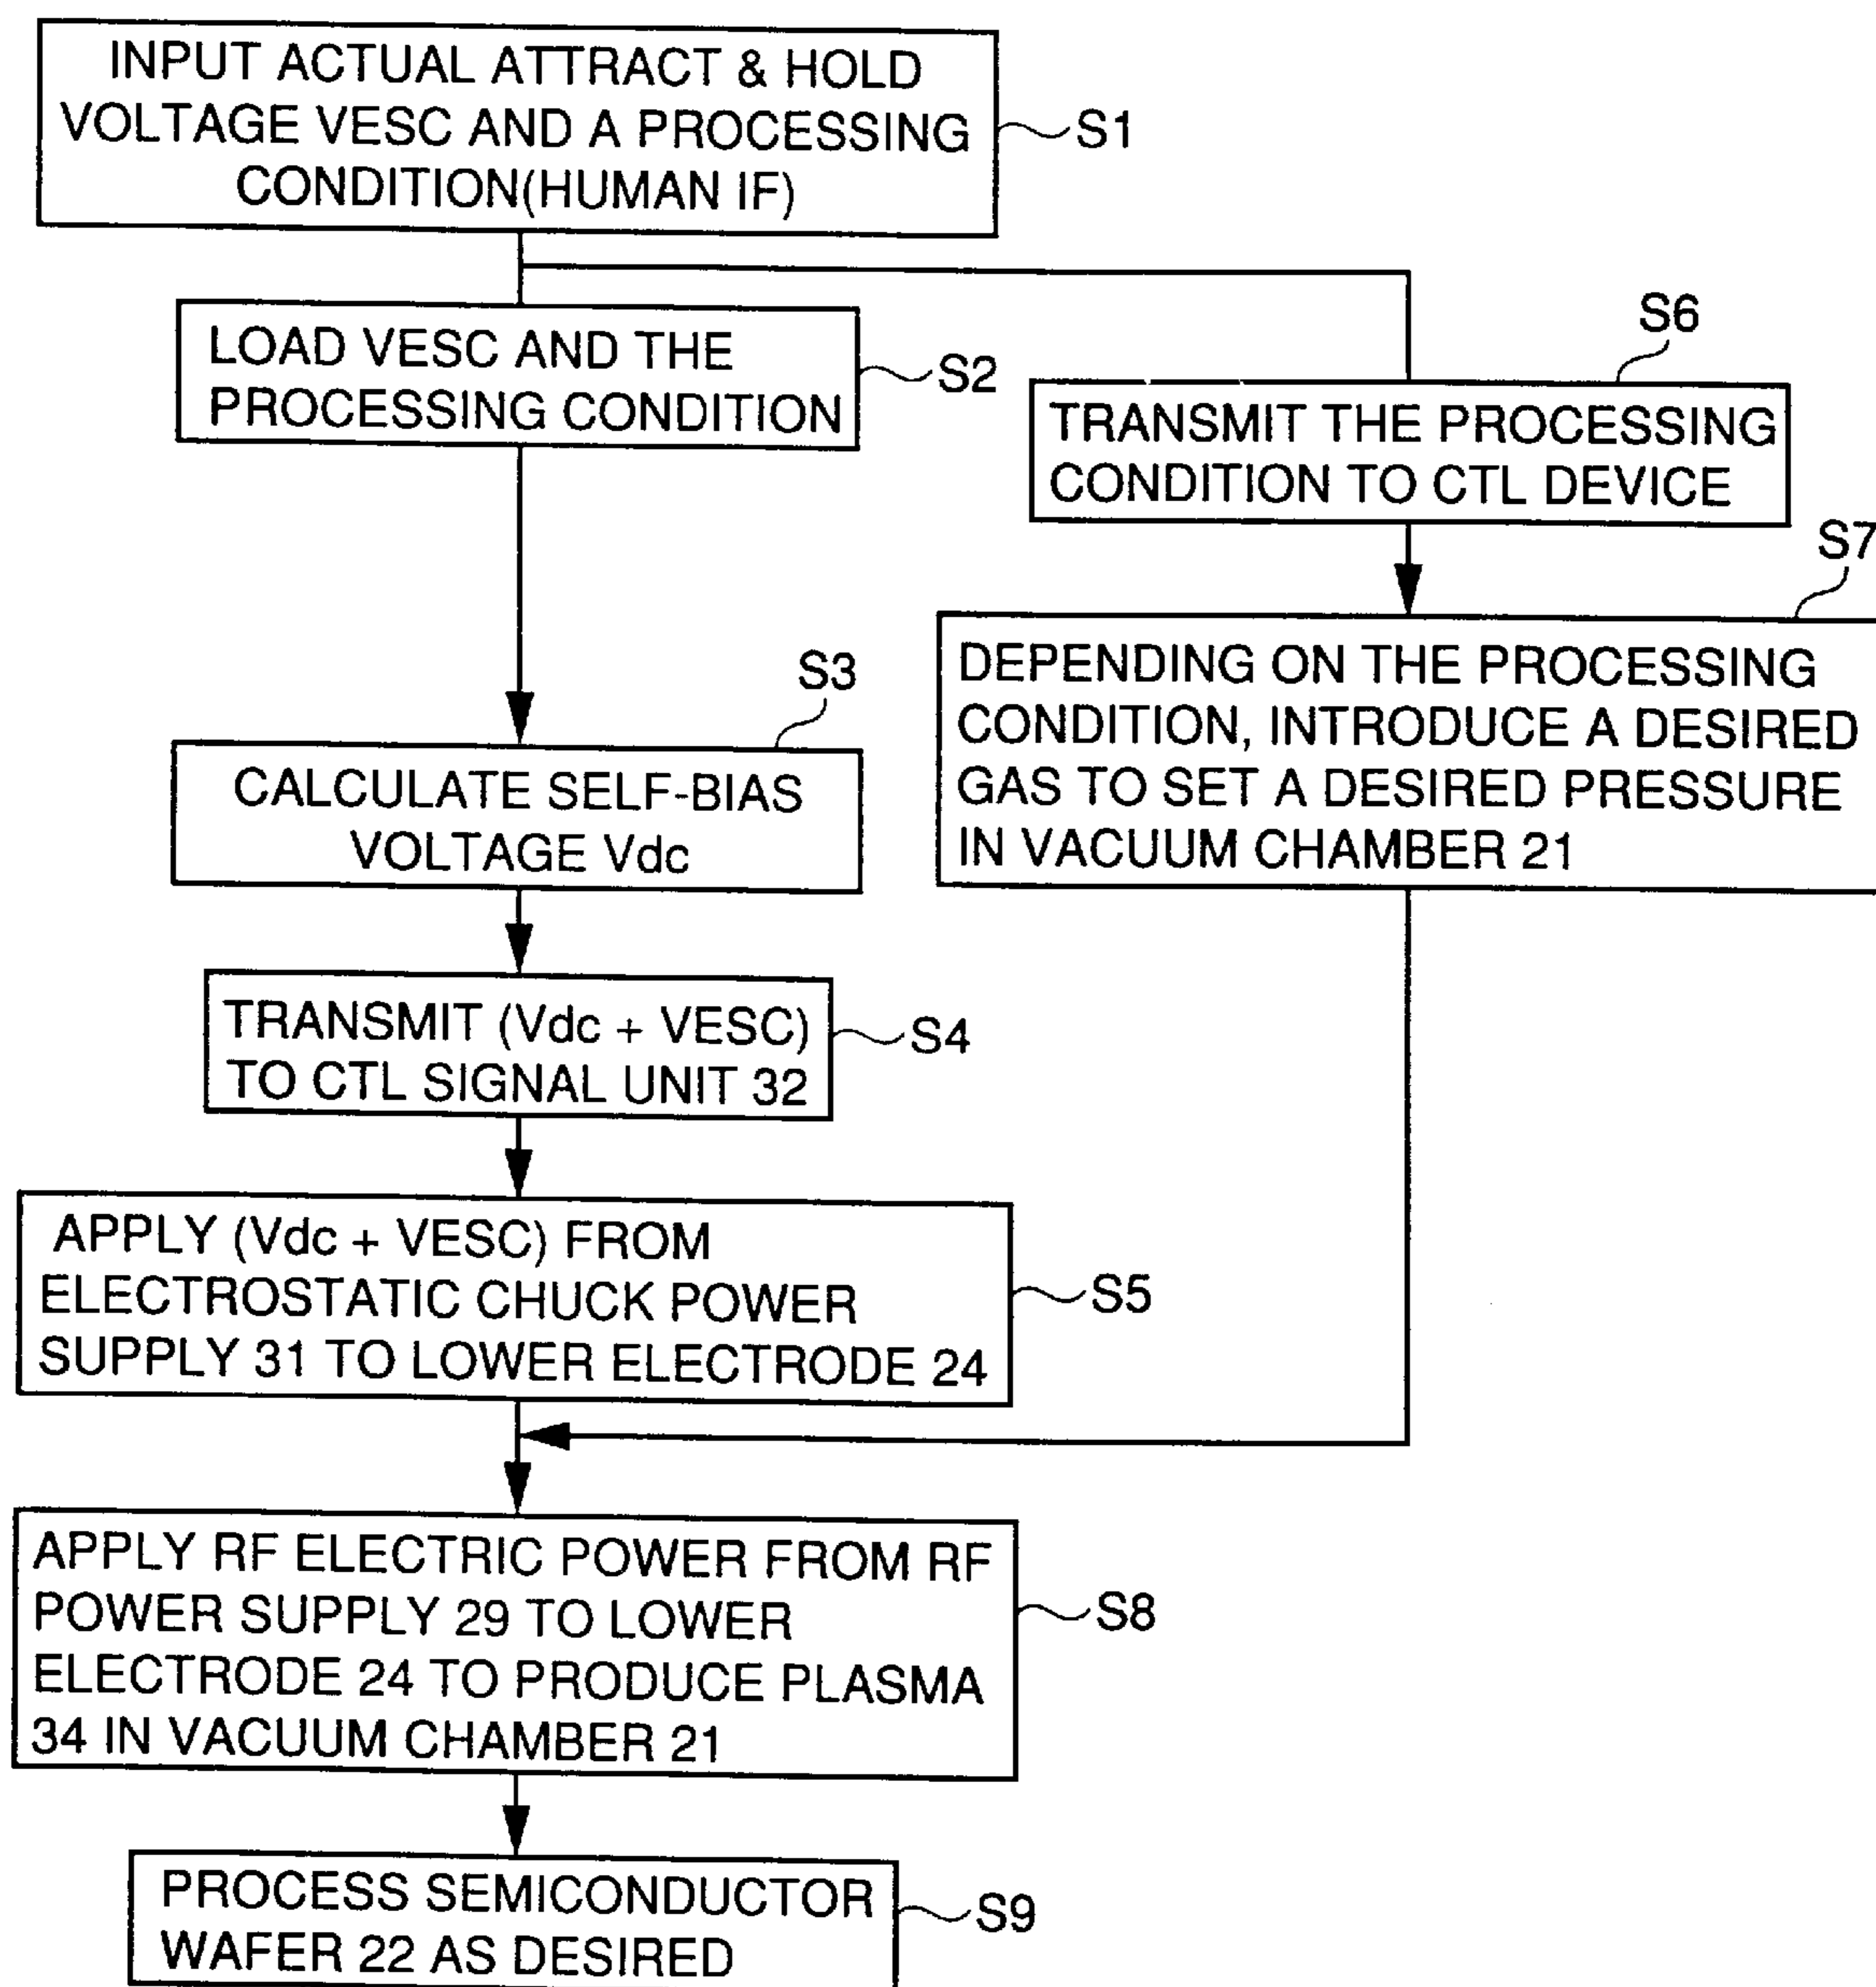 INPUT ACTUAL ATTRACT & HOLD
VOLTAGE VESC AND A PROCESSING
CONDITION(HUMAN IF)
S1
LOAD VESC AND THE
PROCESSING CONDITION
S2
S6
TRANSMIT THE PROCESSING
CONDITION TO CTL DEVICE
S7
DEPENDING ON THE PROCESSING
CONDITION, INTRODUCE A DESIRED
GAS TO SET A DESIRED PRESSURE
IN VACUUM CHAMBER 21
S3
CALCULATE SELF-BIAS
VOLTAGE Vdc
TRANSMIT (Vdc + VESC)
TO CTL SIGNAL UNIT 32
S4
APPLY (Vdc + VESC) FROM
ELECTROSTATIC CHUCK POWER
SUPPLY 31 TO LOWER ELECTRODE 24
S5
APPLY RF ELECTRIC POWER FROM RF
POWER SUPPLY 29 TO LOWER
ELECTRODE 24 TO PRODUCE PLASMA
34 IN VACUUM CHAMBER 21
S8
PROCESS SEMICONDUCTOR
WAFER 22 AS DESIRED
S9